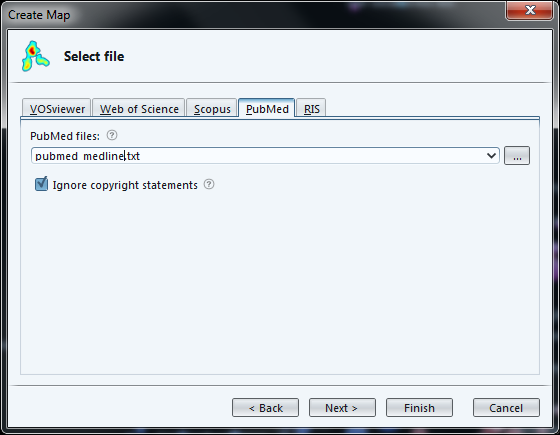 Create Map
Select file
VOSviewer Web of Science Scopus PubMed RIS
PubMed files: ?
pubmed_medline.txt ...
Ignore copyright statements ?
< Back Next > Finish Cancel